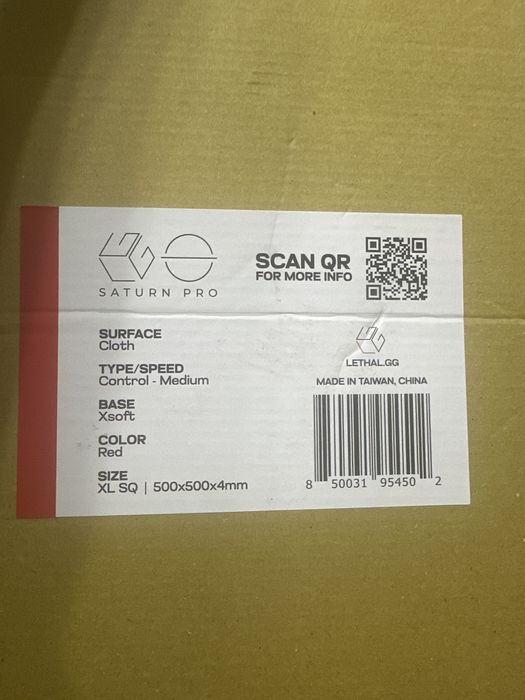 SATURN PRO
SCAN QR
FOR MORE INFO
SURFACE
Cloth
TYPE/SPEED
Control - Medium
BASE
Xsoft
COLOR
Red
SIZE
XL SQ | 500x500x4mm
LETHAL.GG
MADE IN TAIWAN, CHINA
8 50031 95450 2